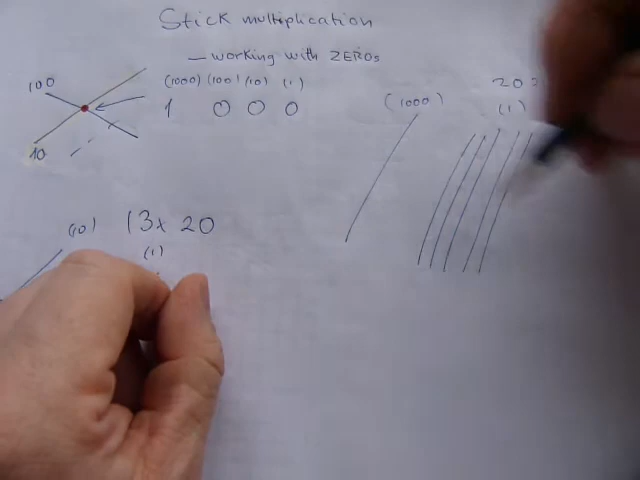 Stick multiplication
— working with ZEROs
100
(1000) (100) (10) (1)
1 0 0 0
10
(1000)
(1)
(10) 13x 20
(1)